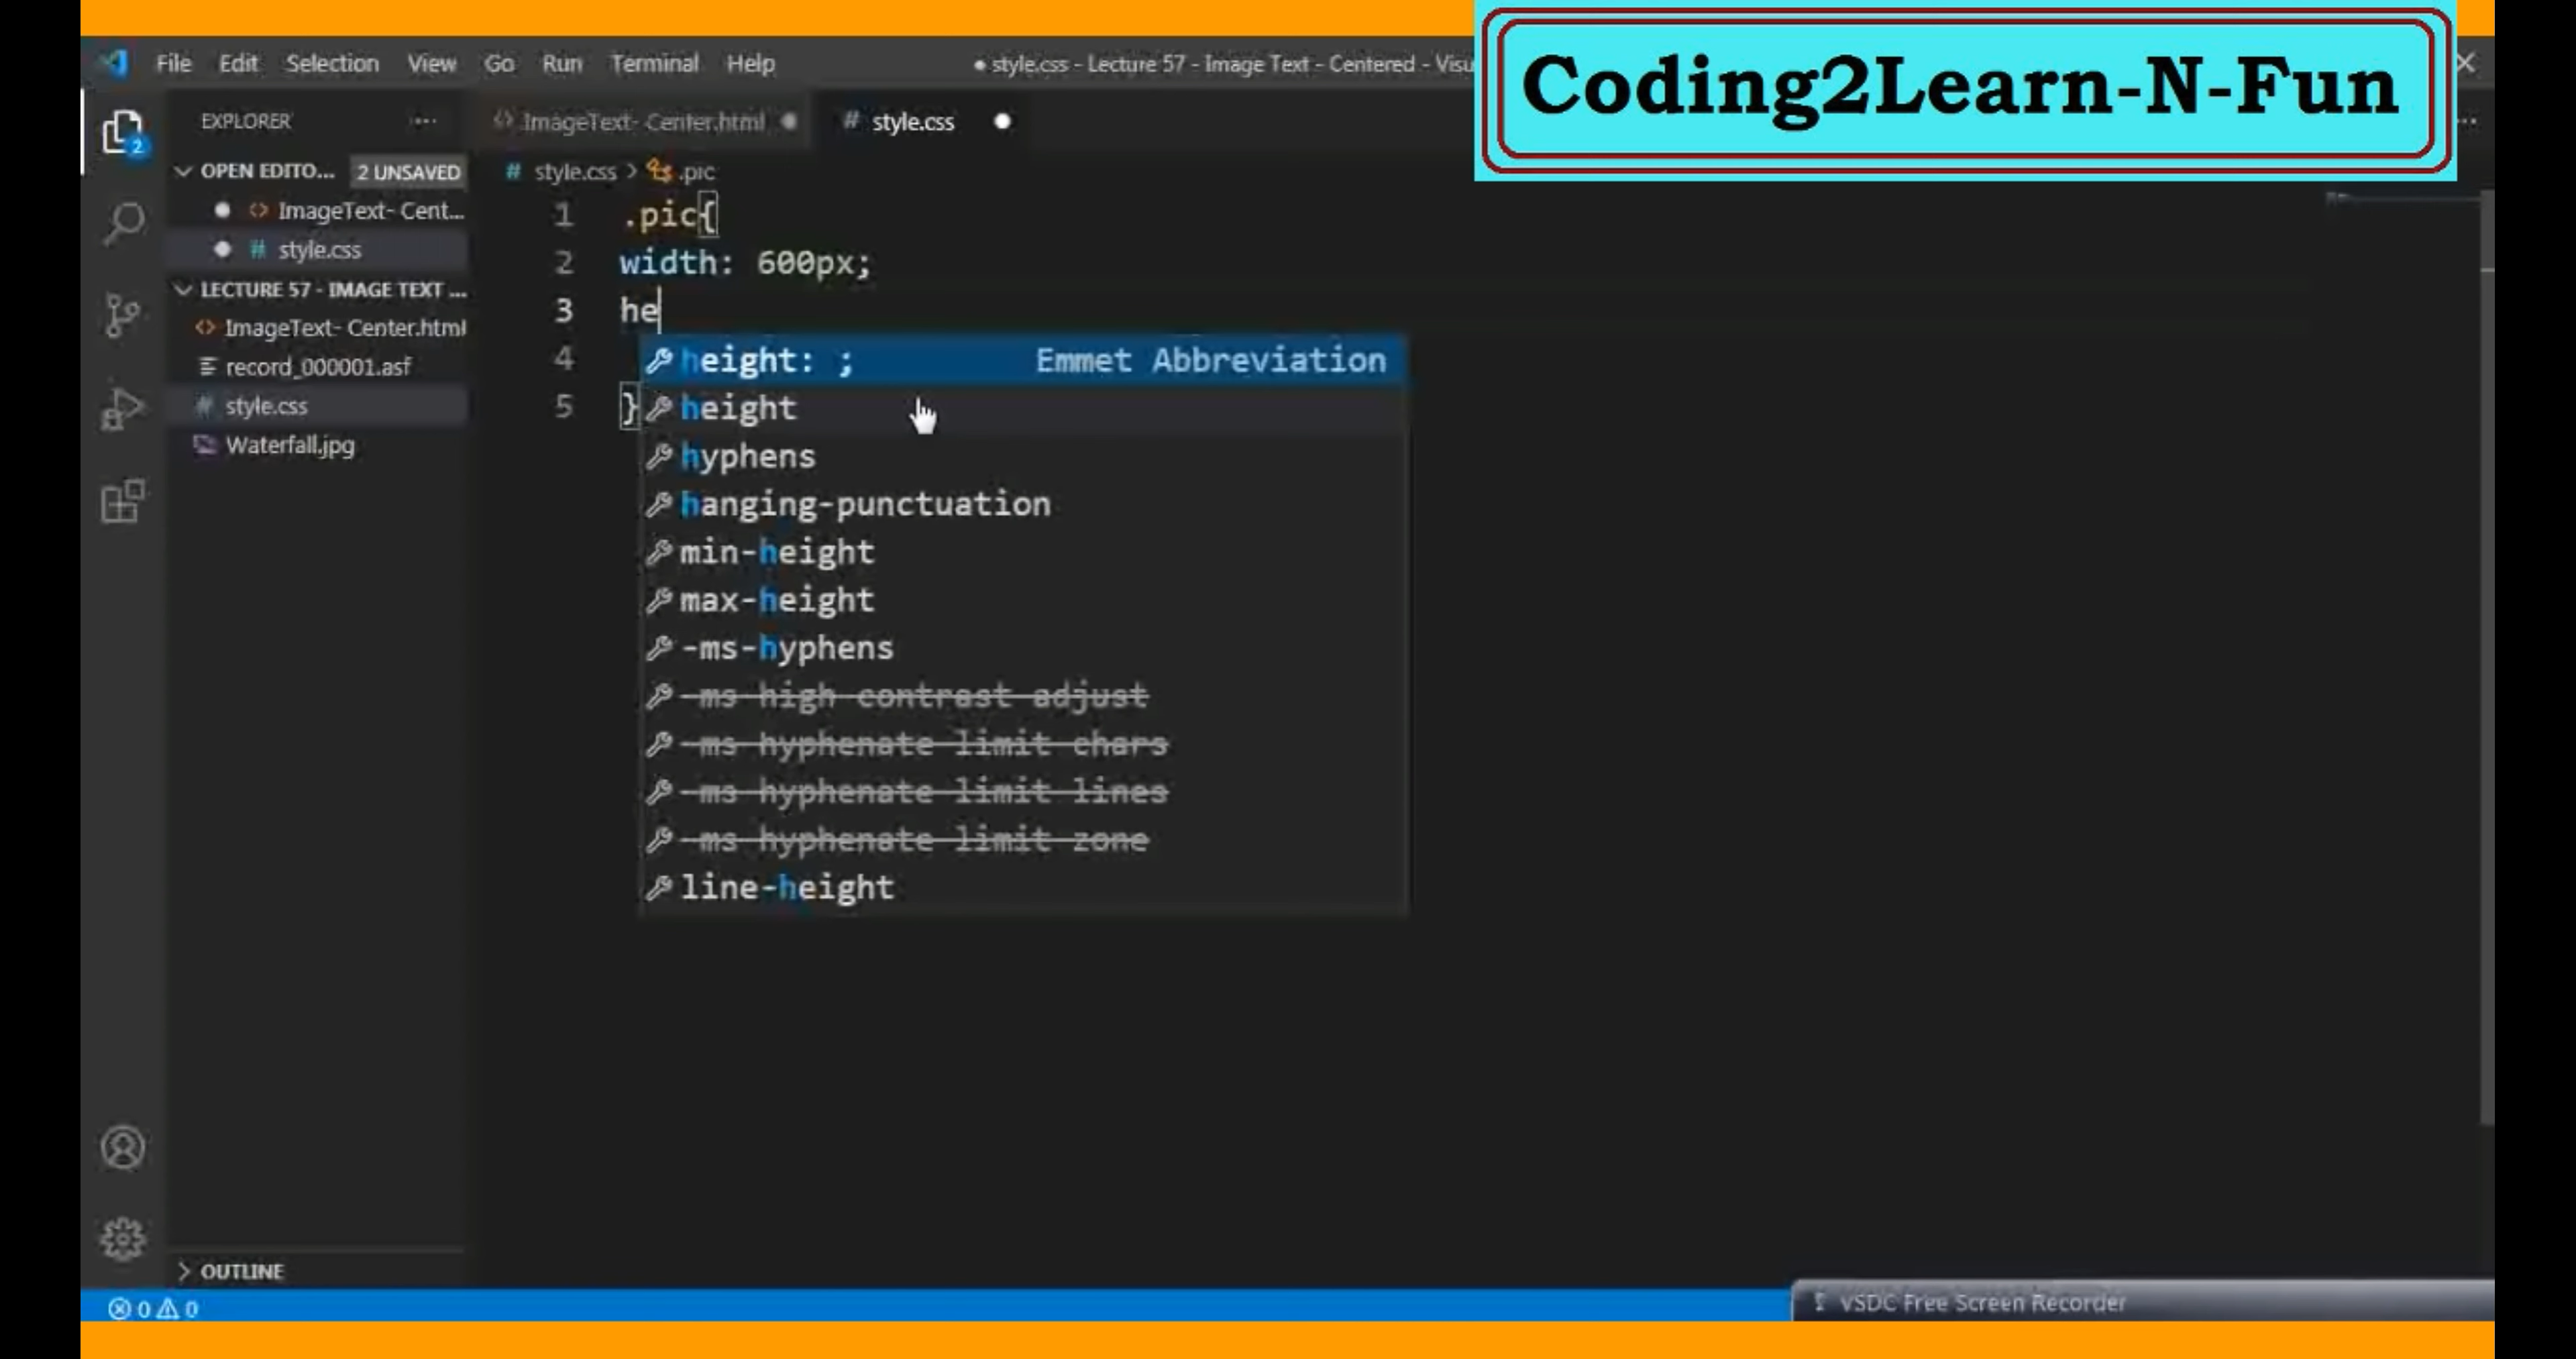 Coding2Learn-N-Fun
File Edit Selection View Go Run Terminal Help
● style.css - Lecture 57 - Image Text - Centered - Visu
EXPLORER ...
ImageText- Center.html ●
# style.css ●
OPEN EDITO... 2 UNSAVED
● <> ImageText- Cent...
● # style.css
LECTURE 57 - IMAGE TEXT ...
<> ImageText- Center.html
record_000001.asf
# style.css
Waterfall.jpg
# style.css > .pic
1 .pic{
2 width: 600px;
3 he
4
5 }
height: ; Emmet Abbreviation
height
hyphens
hanging-punctuation
min-height
max-height
-ms-hyphens
-ms-high-contrast-adjust
-ms-hyphenate-limit-chars
-ms-hyphenate-limit-lines
-ms-hyphenate-limit-zone
line-height
2
> OUTLINE
0 0
VSDC Free Screen Recorder